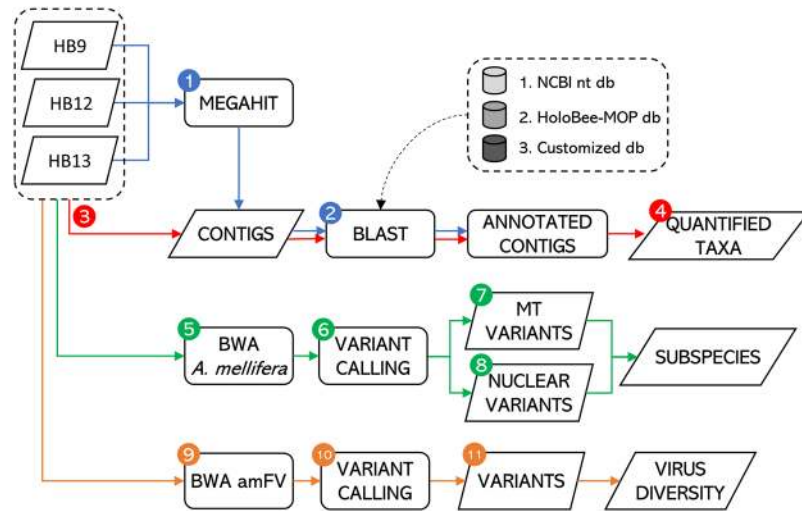 HB9
HB12
HB13
1
MEGAHIT
1. NCBI nt db
2. HoloBee-MOP db
3. Customized db
3
CONTIGS
2
BLAST
ANNOTATED
CONTIGS
4
QUANTIFIED
TAXA
5
BWA
A. mellifera
6
VARIANT
CALLING
7
MT
VARIANTS
8
NUCLEAR
VARIANTS
SUBSPECIES
9
BWA amFV
10
VARIANT
CALLING
11
VARIANTS
VIRUS
DIVERSITY